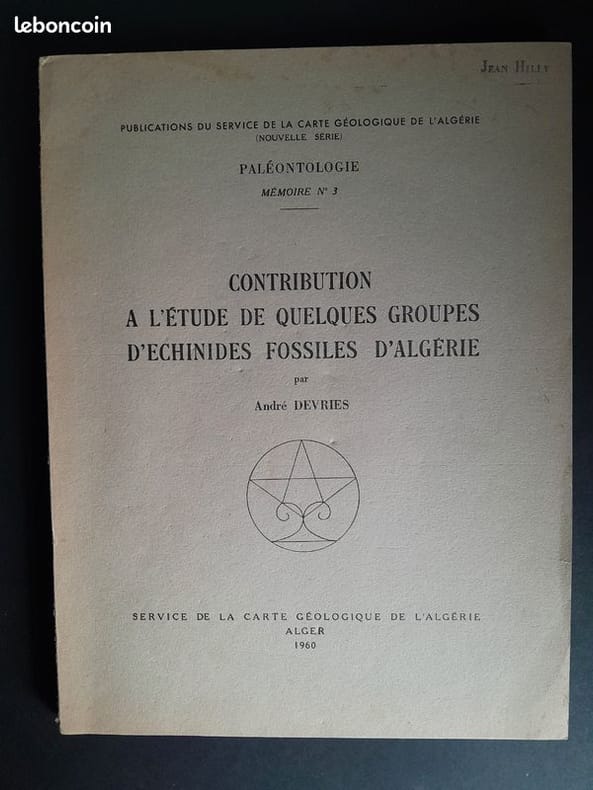 leboncoin
JEAN HILLY
PUBLICATIONS DU SERVICE DE LA CARTE GÉOLOGIQUE DE L'ALGÉRIE
(NOUVELLE SÉRIE)
PALÉONTOLOGIE
MÉMOIRE N° 3
CONTRIBUTION
A L'ÉTUDE DE QUELQUES GROUPES
D'ECHINIDES FOSSILES D'ALGÉRIE
par
André DEVRIES
SERVICE DE LA CARTE GÉOLOGIQUE DE L'ALGÉRIE
ALGER
1960